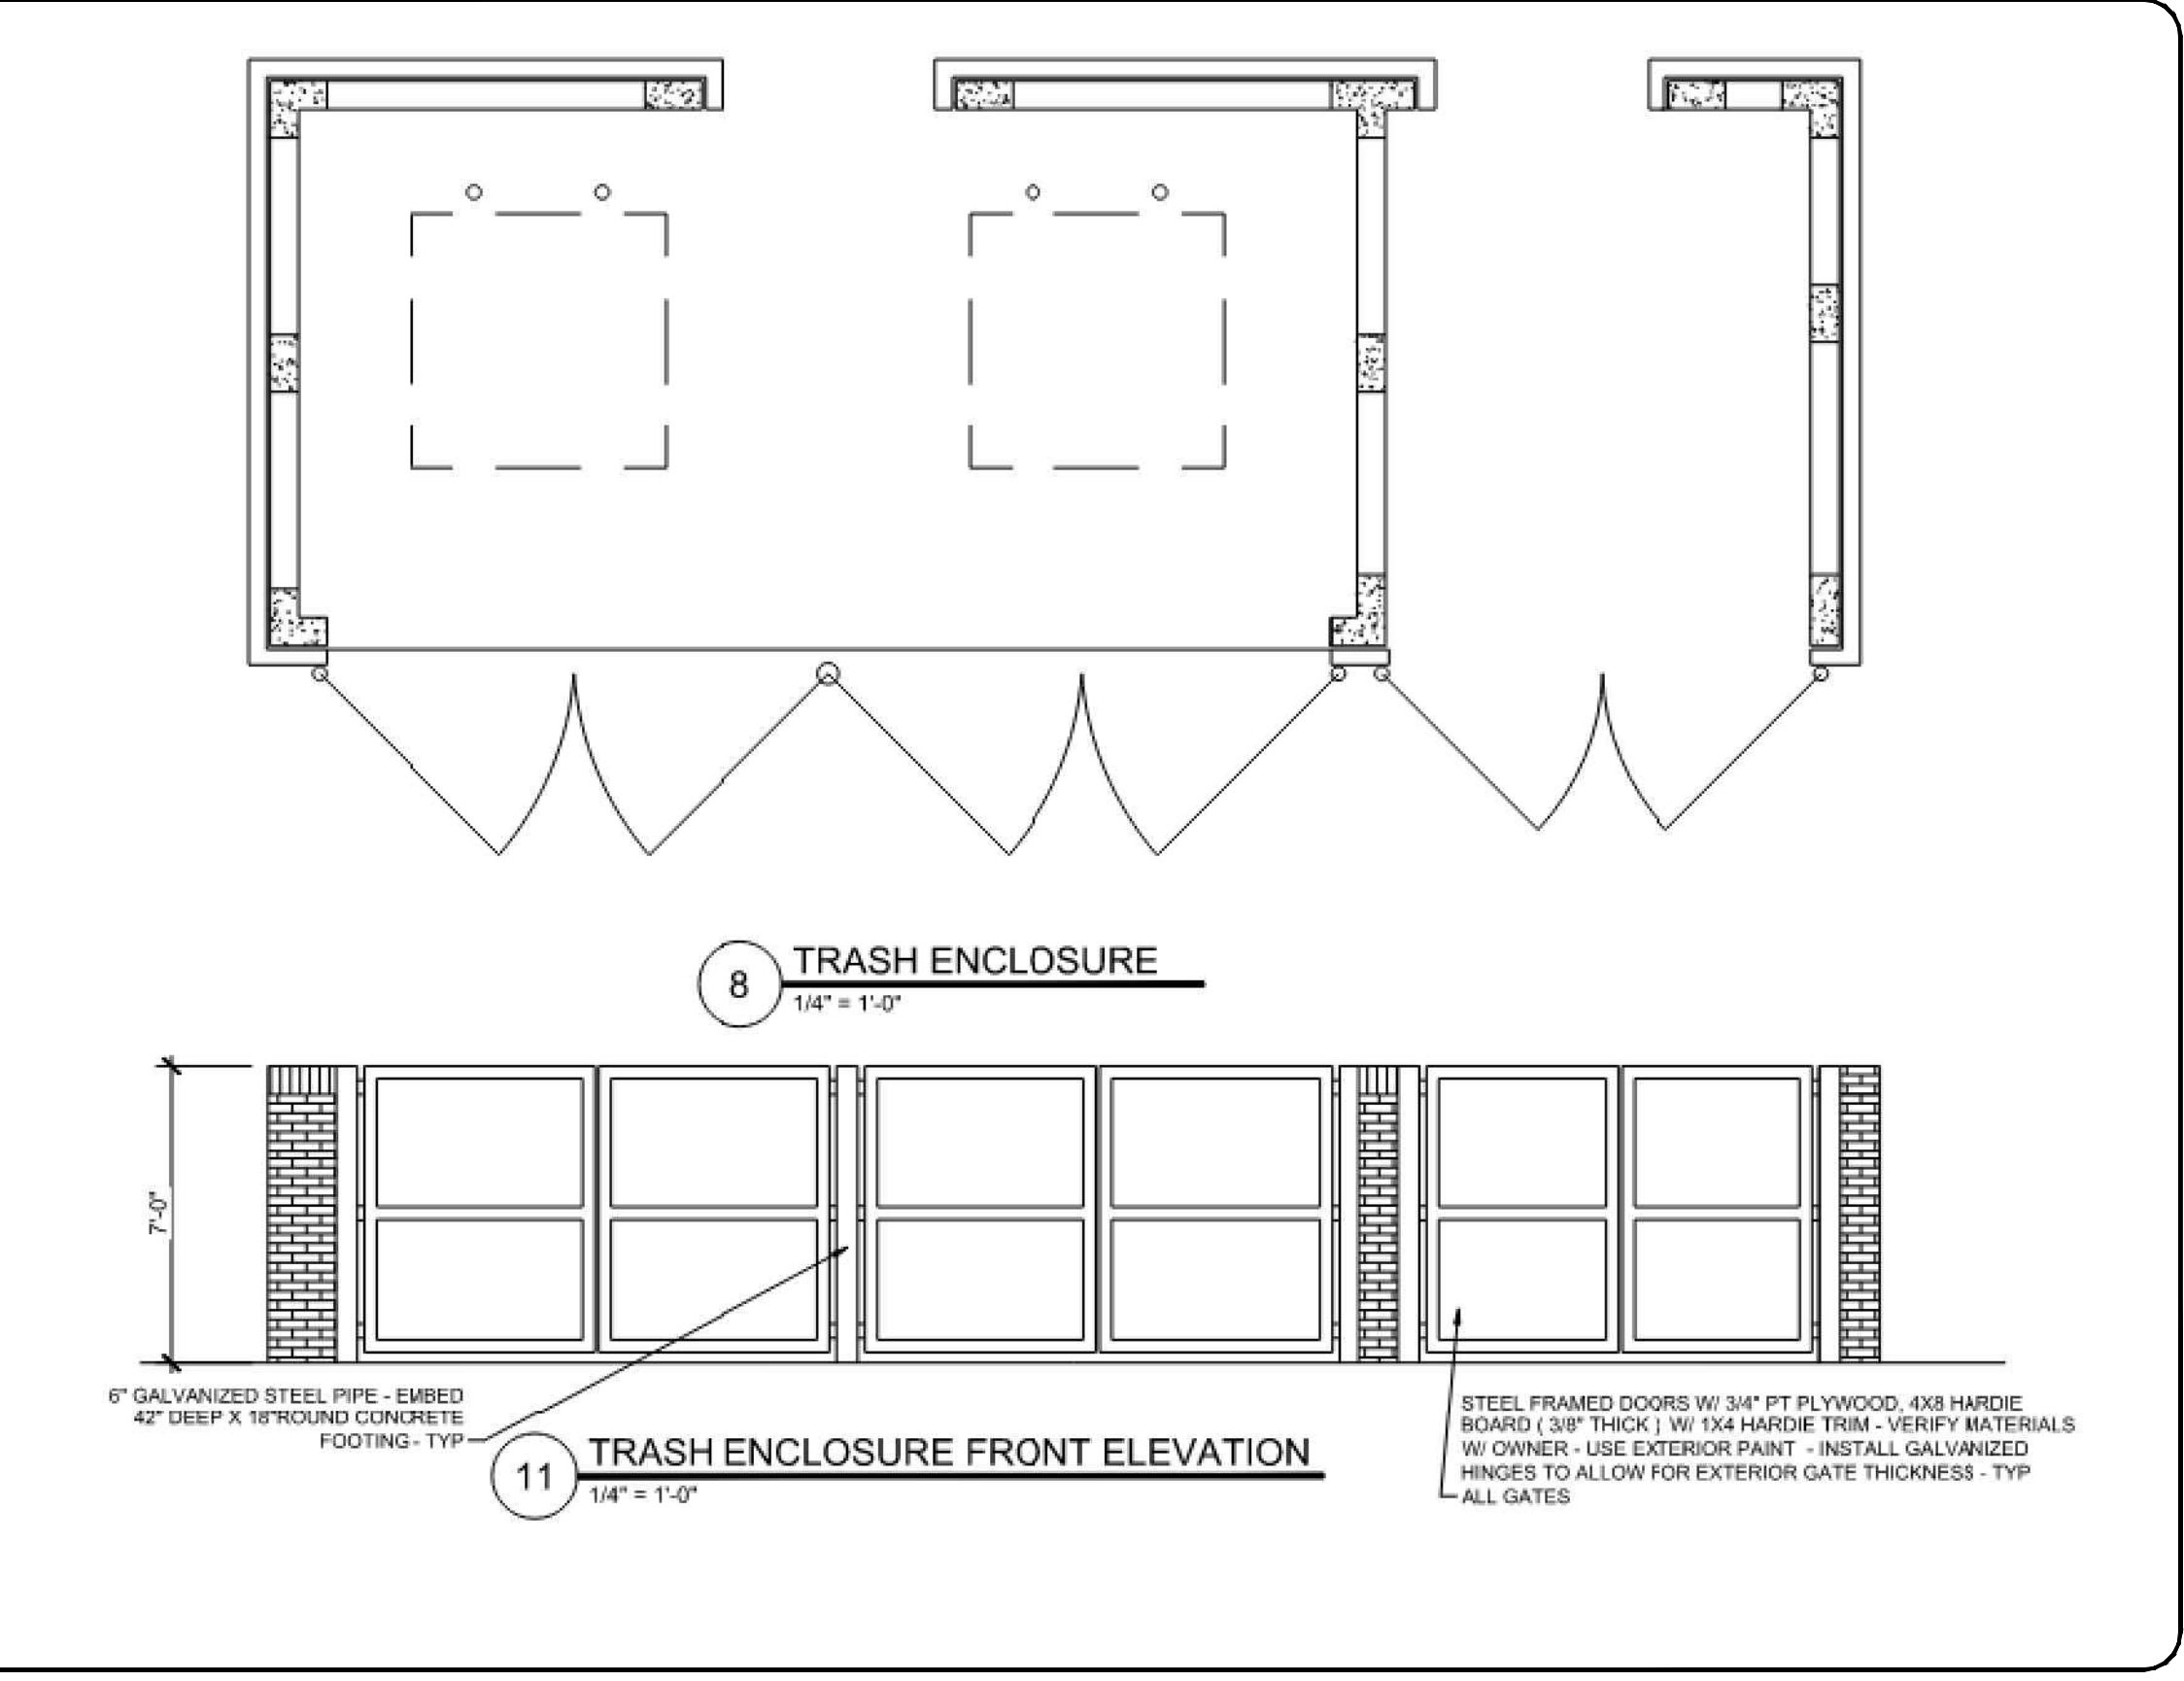 8
TRASH ENCLOSURE
1/4" = 1'-0"
7'-0"
6" GALVANIZED STEEL PIPE - EMBED
42" DEEP X 18"ROUND CONCRETE
FOOTING - TYP
11
TRASH ENCLOSURE FRONT ELEVATION
1/4" = 1'-0"
STEEL FRAMED DOORS W/ 3/4" PT PLYWOOD, 4X8 HARDIE
BOARD ( 3/8" THICK ) W/ 1X4 HARDIE TRIM - VERIFY MATERIALS
W/ OWNER - USE EXTERIOR PAINT - INSTALL GALVANIZED
HINGES TO ALLOW FOR EXTERIOR GATE THICKNESS - TYP
ALL GATES